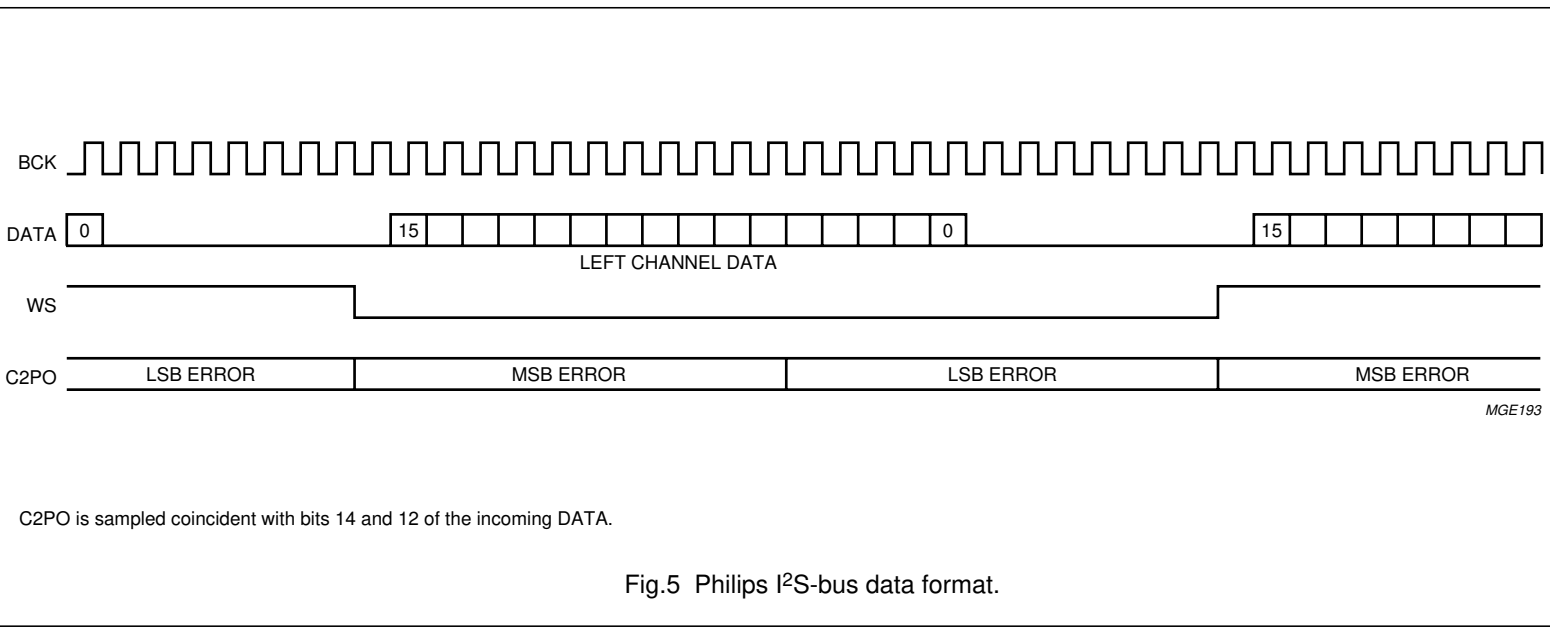 BCK
DATA 0 15 0 15
LEFT CHANNEL DATA
WS
C2PO LSB ERROR MSB ERROR LSB ERROR MSB ERROR
MGE193
C2PO is sampled coincident with bits 14 and 12 of the incoming DATA.
Fig.5 Philips I²S-bus data format.